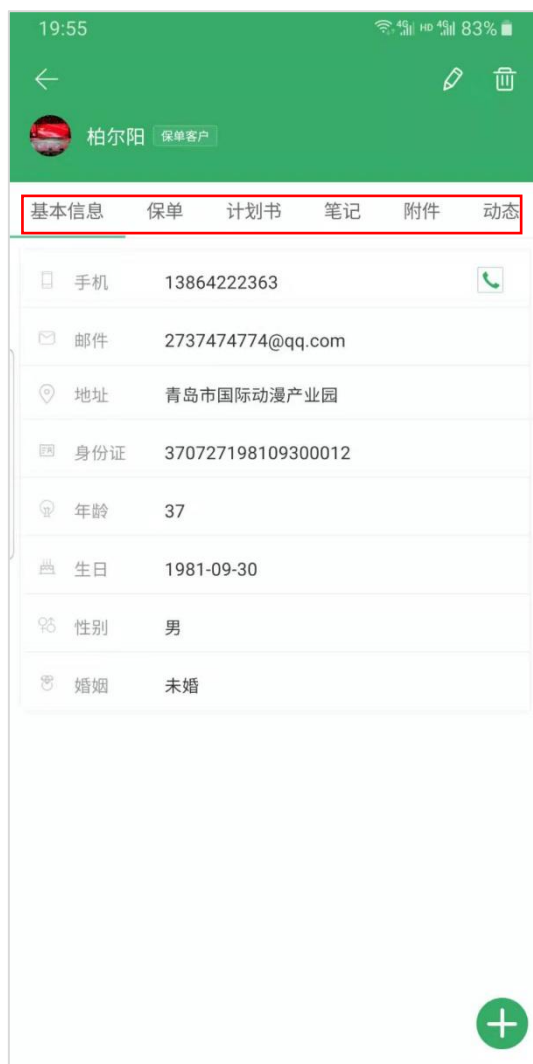 19:55 4G HD 4G 83%
柏尔阳 保单客户
基本信息 保单 计划书 笔记 附件 动态
手机 13864222363
邮件 2737474774@qq.com
地址 青岛市国际动漫产业园
身份证 370727198109300012
年龄 37
生日 1981-09-30
性别 男
婚姻 未婚